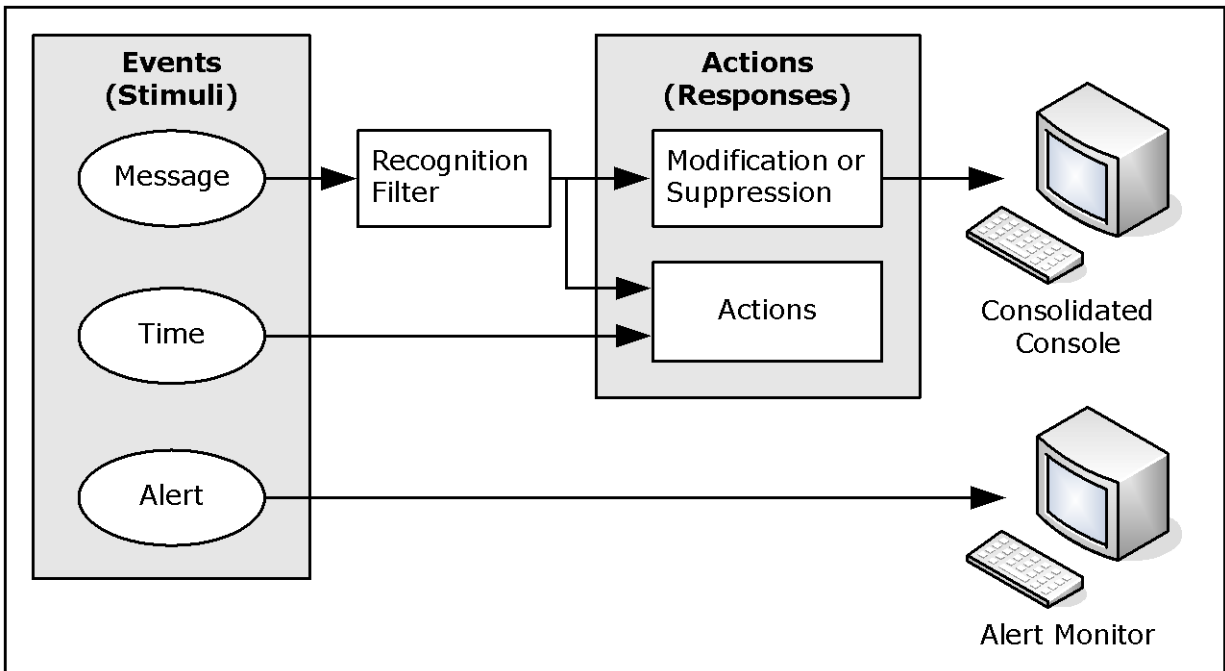 Events
(Stimuli)
Message
Time
Alert
Recognition
Filter
Actions
(Responses)
Modification or
Suppression
Actions
Consolidated
Console
Alert Monitor